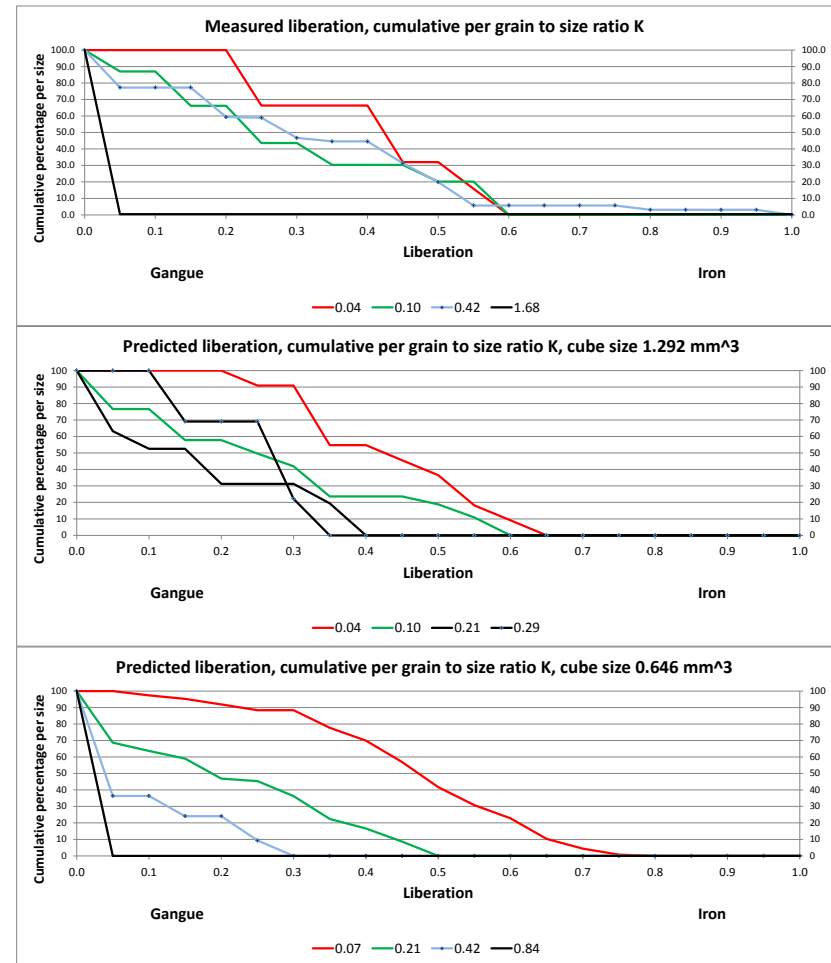 Measured liberation, cumulative per grain to size ratio K
Cumulative percentage per size
100.0 100.0
90.0 90.0
80.0 80.0
70.0 70.0
60.0 60.0
50.0 50.0
40.0 40.0
30.0 30.0
20.0 20.0
10.0 10.0
0.0 0.0
0.0 0.1 0.2 0.3 0.4 0.5 0.6 0.7 0.8 0.9 1.0
Liberation
Gangue Iron
0.04 0.10 0.42 1.68
Predicted liberation, cumulative per grain to size ratio K, cube size 1.292 mm^3
Cumulative percentage per size
100 100
90 90
80 80
70 70
60 60
50 50
40 40
30 30
20 20
10 10
0 0
0.0 0.1 0.2 0.3 0.4 0.5 0.6 0.7 0.8 0.9 1.0
Liberation
Gangue Iron
0.04 0.10 0.21 0.29
Predicted liberation, cumulative per grain to size ratio K, cube size 0.646 mm^3
Cumulative percentage per size
100 100
90 90
80 80
70 70
60 60
50 50
40 40
30 30
20 20
10 10
0 0
0.0 0.1 0.2 0.3 0.4 0.5 0.6 0.7 0.8 0.9 1.0
Liberation
Gangue Iron
0.07 0.21 0.42 0.84